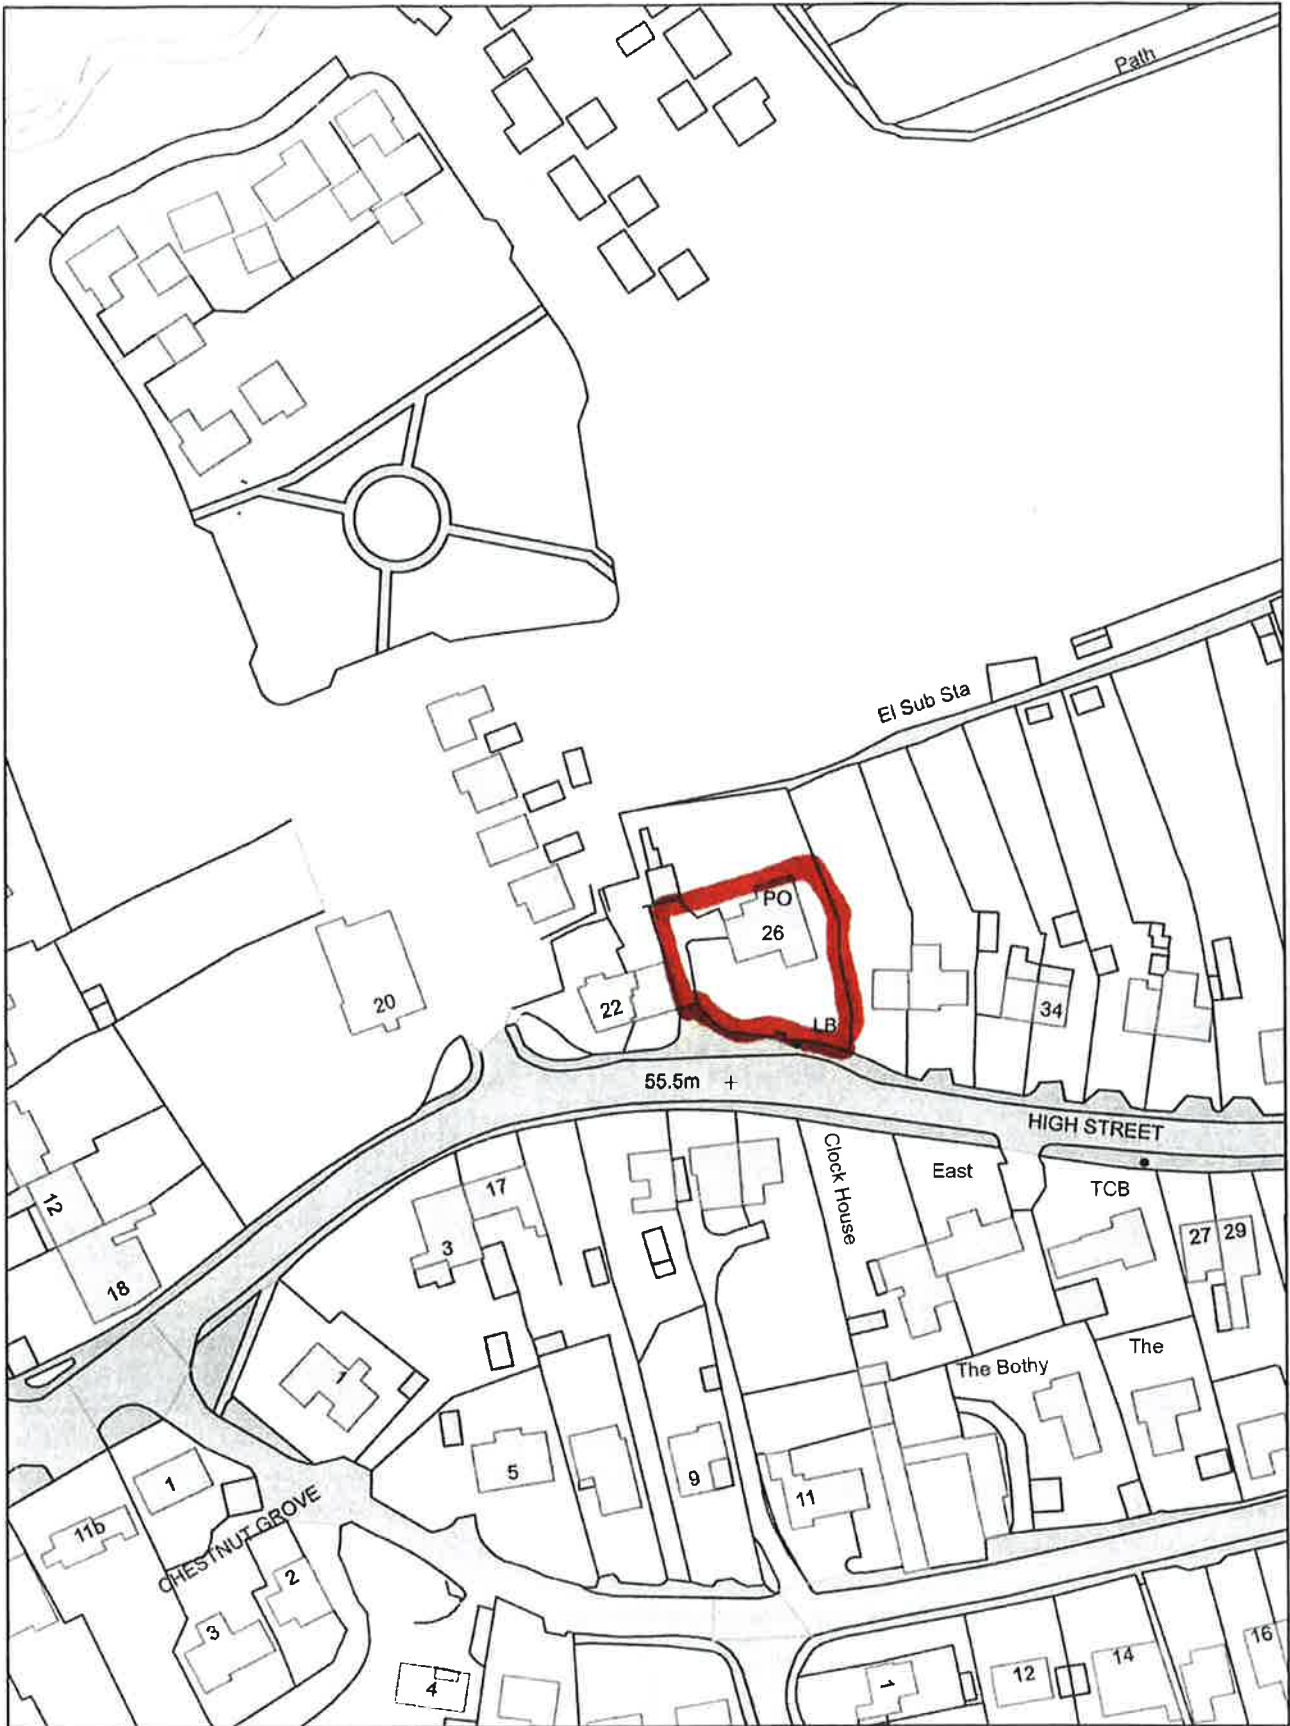 Path
El Sub Sta
PO
26
20
22
LB
34
55.5m
HIGH STREET
Clock House
East
TCB
12
17
3
27
29
18
1
The Bothy
The
5
9
11
1
11b
CHESTNUT GROVE
2
3
4
1
12
14
16